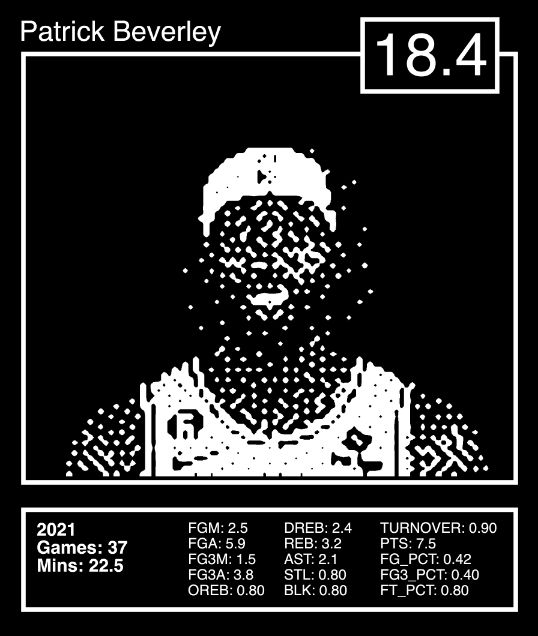 Patrick Beverley
18.4
2021
Games: 37
Mins: 22.5
FGM: 2.5
FGA: 5.9
FG3M: 1.5
FG3A: 3.8
OREB: 0.80
DREB: 2.4
REB: 3.2
AST: 2.1
STL: 0.80
BLK: 0.80
TURNOVER: 0.90
PTS: 7.5
FG_PCT: 0.42
FG3_PCT: 0.40
FT_PCT: 0.80